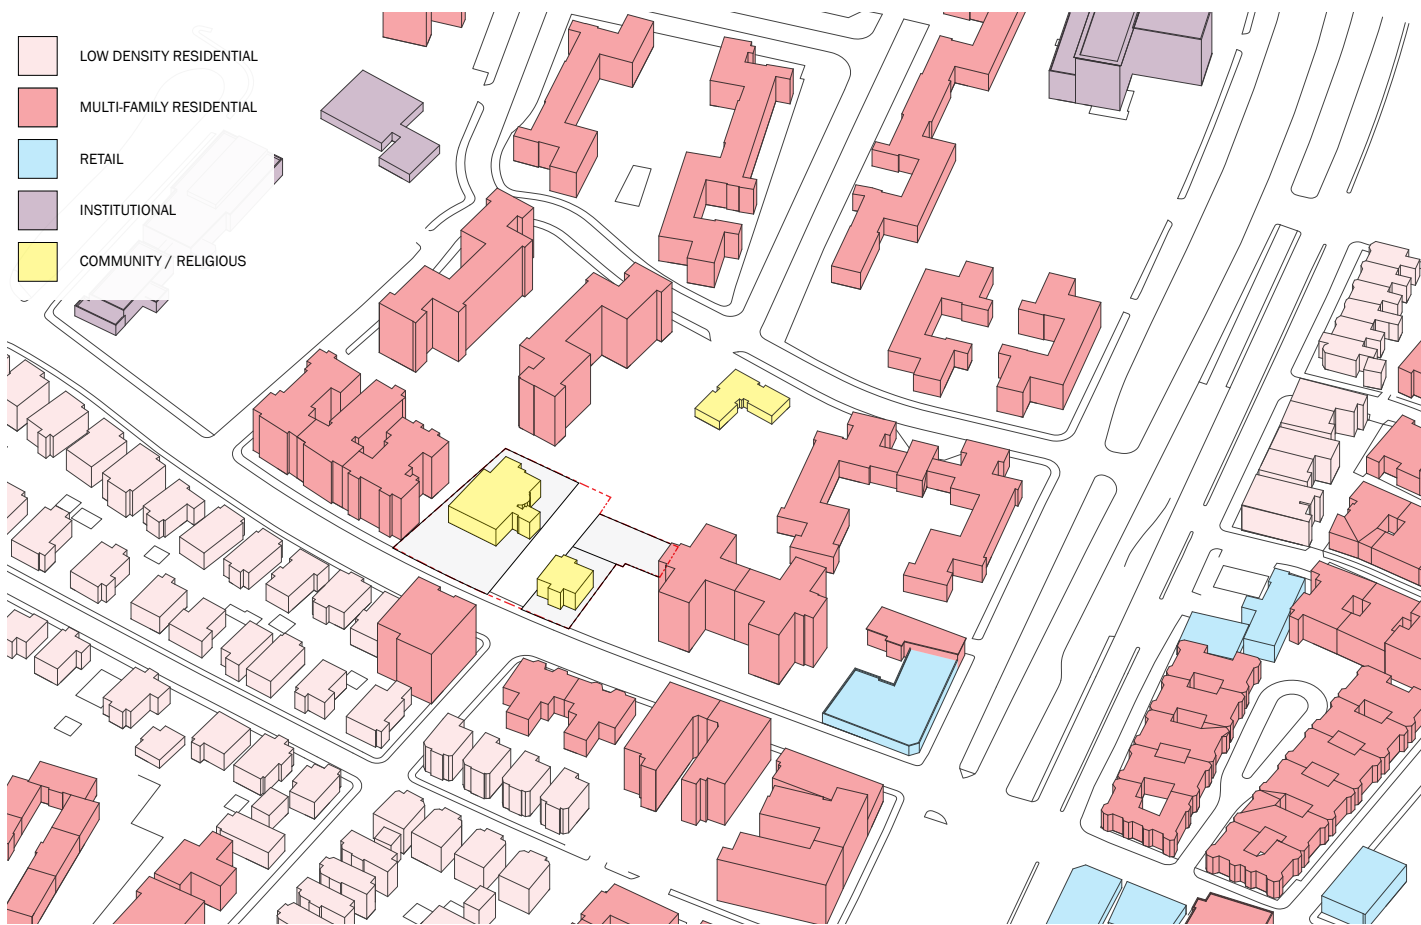 LOW DENSITY RESIDENTIAL
MULTI-FAMILY RESIDENTIAL
RETAIL
INSTITUTIONAL
COMMUNITY / RELIGIOUS